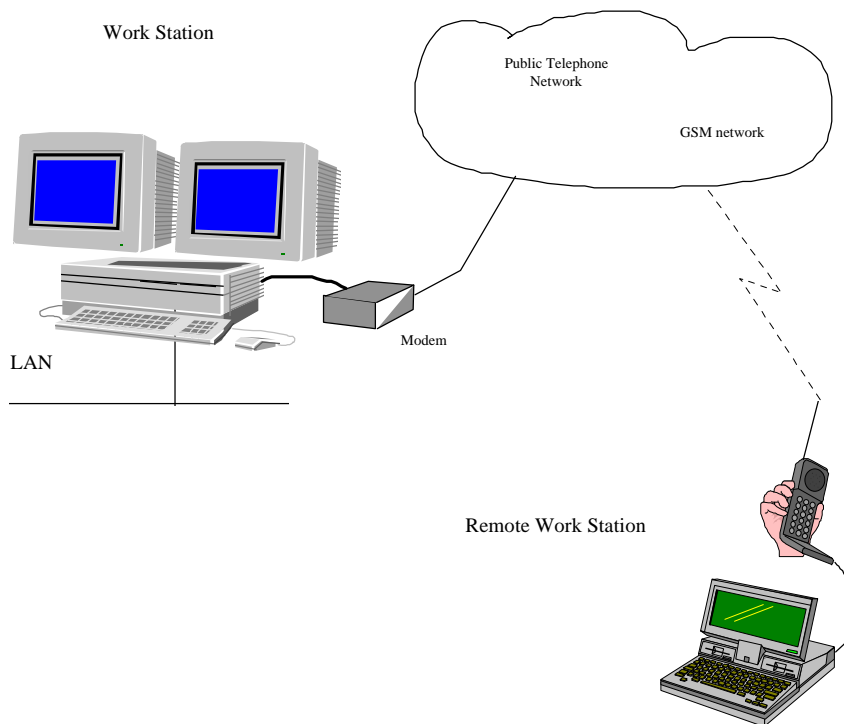 Work Station
Public Telephone
Network
GSM network
Modem
LAN
Remote Work Station